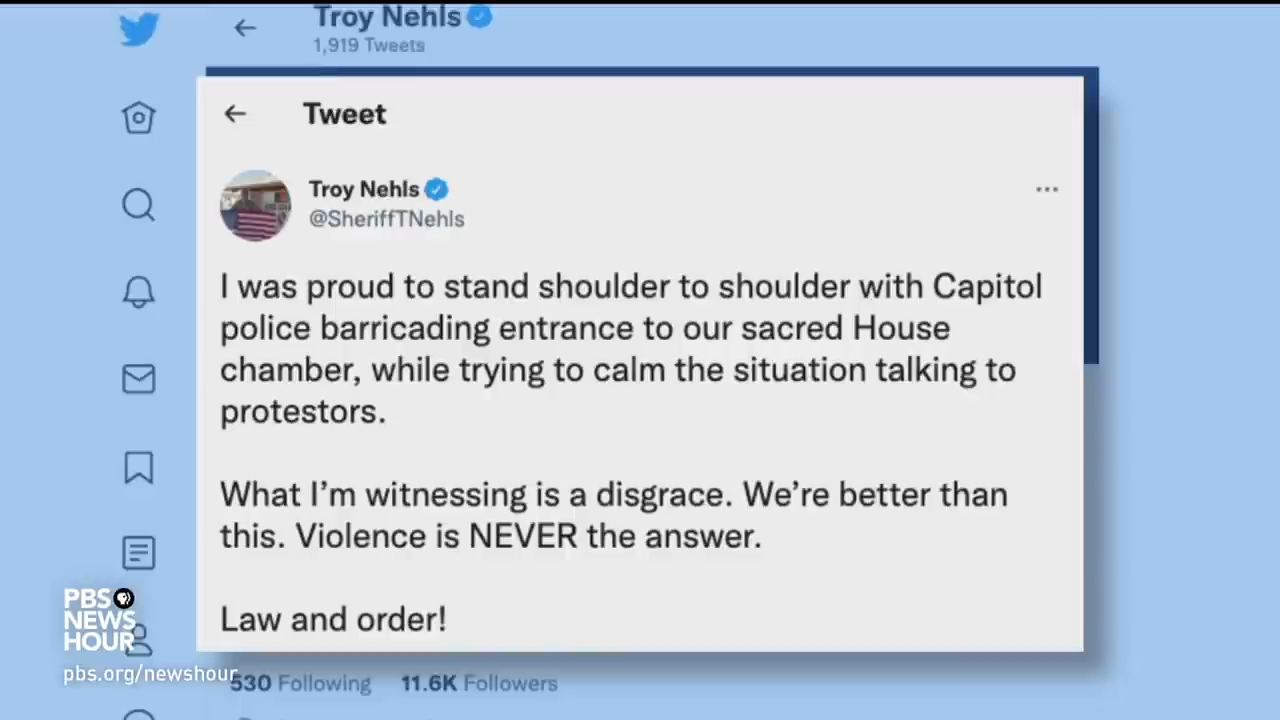 Troy Nehls
1,919 Tweets
Tweet
Troy Nehls
@SheriffTNehls
I was proud to stand shoulder to shoulder with Capitol
police barricading entrance to our sacred House
chamber, while trying to calm the situation talking to
protestors.
What I’m witnessing is a disgrace. We’re better than
this. Violence is NEVER the answer.
Law and order!
PBS
NEWS
HOUR
pbs.org/newshour
530 Following 11.6K Followers